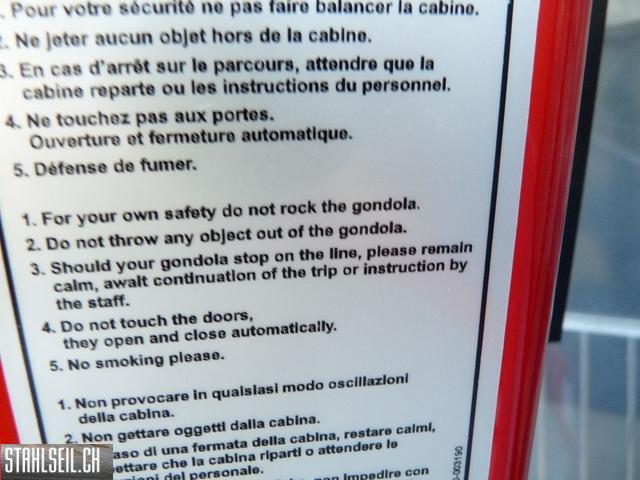 . Pour votre sécurité ne pas faire balancer la cabine.
2. Ne jeter aucun objet hors de la cabine.
3. En cas d'arrêt sur le parcours, attendre que la
cabine reparte ou les instructions du personnel.
4. Ne touchez pas aux portes.
Ouverture et fermeture automatique.
5. Défense de fumer.
1. For your own safety do not rock the gondola.
2. Do not throw any object out of the gondola.
3. Should your gondola stop on the line, please remain
calm, await continuation of the trip or instruction by
the staff.
4. Do not touch the doors,
they open and close automatically.
5. No smoking please.
1. Non provocare in qualsiasi modo oscillazioni
della cabina.
2. Non gettare oggetti dalla cabina.
aso di una fermata della cabina, restare calmi,
ettare che la cabina riparti o attendere le
ioni del personale.
non impedire con
0-003190
STAHLSEIL.CH